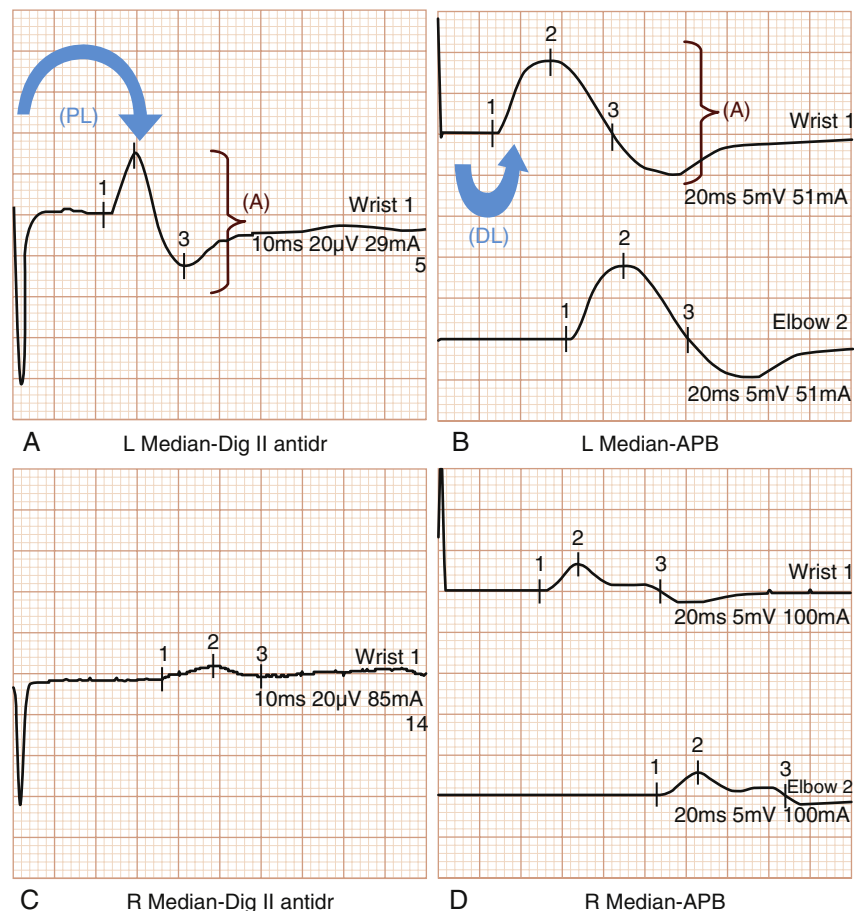 (PL)
1
3
(A)
Wrist 1
10ms 20µV 29mA
5
A L Median-Dig II antidr
2
1
3
(A)
Wrist 1
20ms 5mV 51mA
(DL)
2
1
3
Elbow 2
20ms 5mV 51mA
B L Median-APB
1
2
3
Wrist 1
10ms 20µV 85mA
14
C R Median-Dig II antidr
1
2
3
Wrist 1
20ms 5mV 100mA
1
2
3
Elbow 2
20ms 5mV 100mA
D R Median-APB